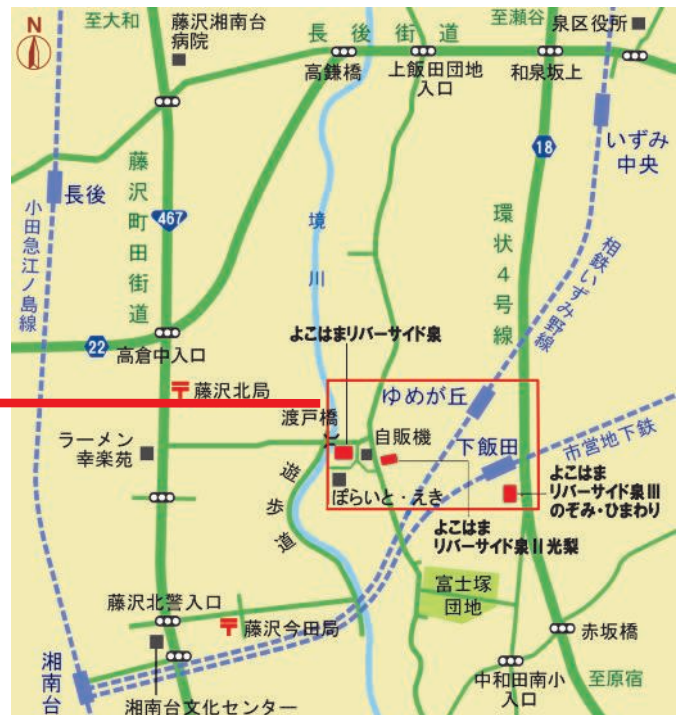 至大和
藤沢湘南台
病院
長後街道
至瀬谷
泉区役所
N
高鎌橋
上飯田団地
入口
和泉坂上
18
いずみ
中央
長後
小田急江ノ島線
藤沢町田街道
467
境川
環状4号線
相鉄いずみ野線
よこはまリバーサイド泉
22
高倉中入口
藤沢北局
渡戸橋
ゆめが丘
自販機
下飯田
市営地下鉄
ラーメン
幸楽苑
遊歩道
ぽらいと・えき
よこはま
リバーサイド泉III
のぞみ・ひまわり
よこはま
リバーサイド泉II光梨
富士塚
団地
藤沢北警入口
藤沢今田局
赤坂橋
湘南台
湘南台文化センター
中和田南小
入口
至原宿